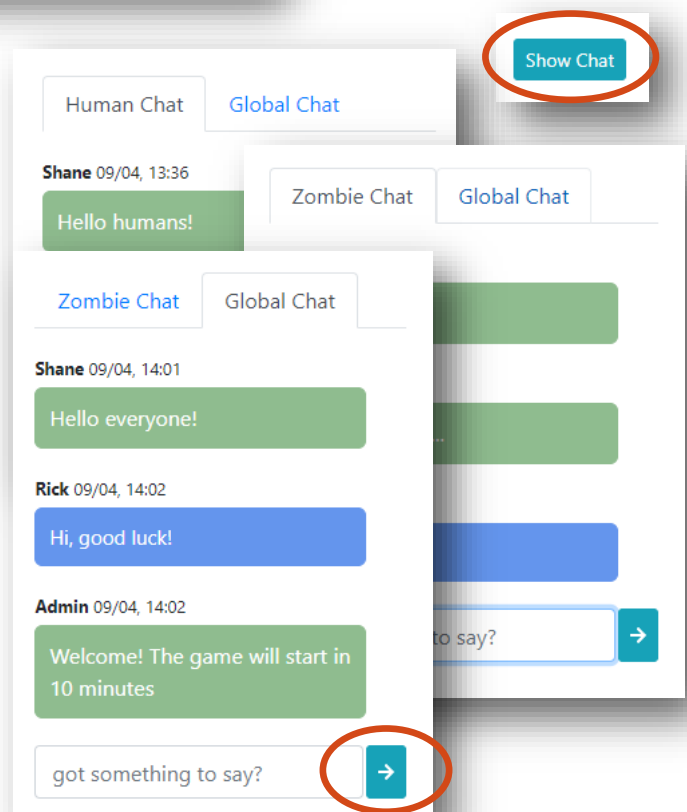 Show Chat
Human Chat Global Chat
Shane 09/04, 13:36
Hello humans!
Zombie Chat Global Chat
...
to say?
Zombie Chat Global Chat
Shane 09/04, 14:01
Hello everyone!
Rick 09/04, 14:02
Hi, good luck!
Admin 09/04, 14:02
Welcome! The game will start in
10 minutes
got something to say?